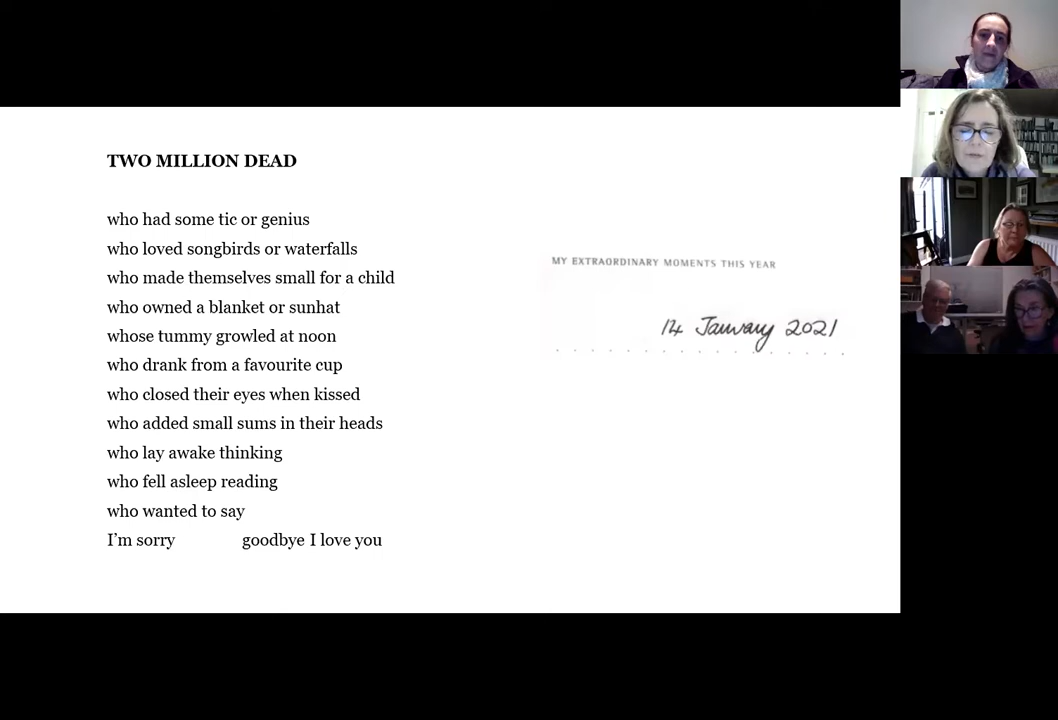 TWO MILLION DEAD
who had some tic or genius
who loved songbirds or waterfalls
who made themselves small for a child
who owned a blanket or sunhat
whose tummy growled at noon
who drank from a favourite cup
who closed their eyes when kissed
who added small sums in their heads
who lay awake thinking
who fell asleep reading
who wanted to say
I’m sorry goodbye I love you
MY EXTRAORDINARY MOMENTS THIS YEAR
14 January 2021